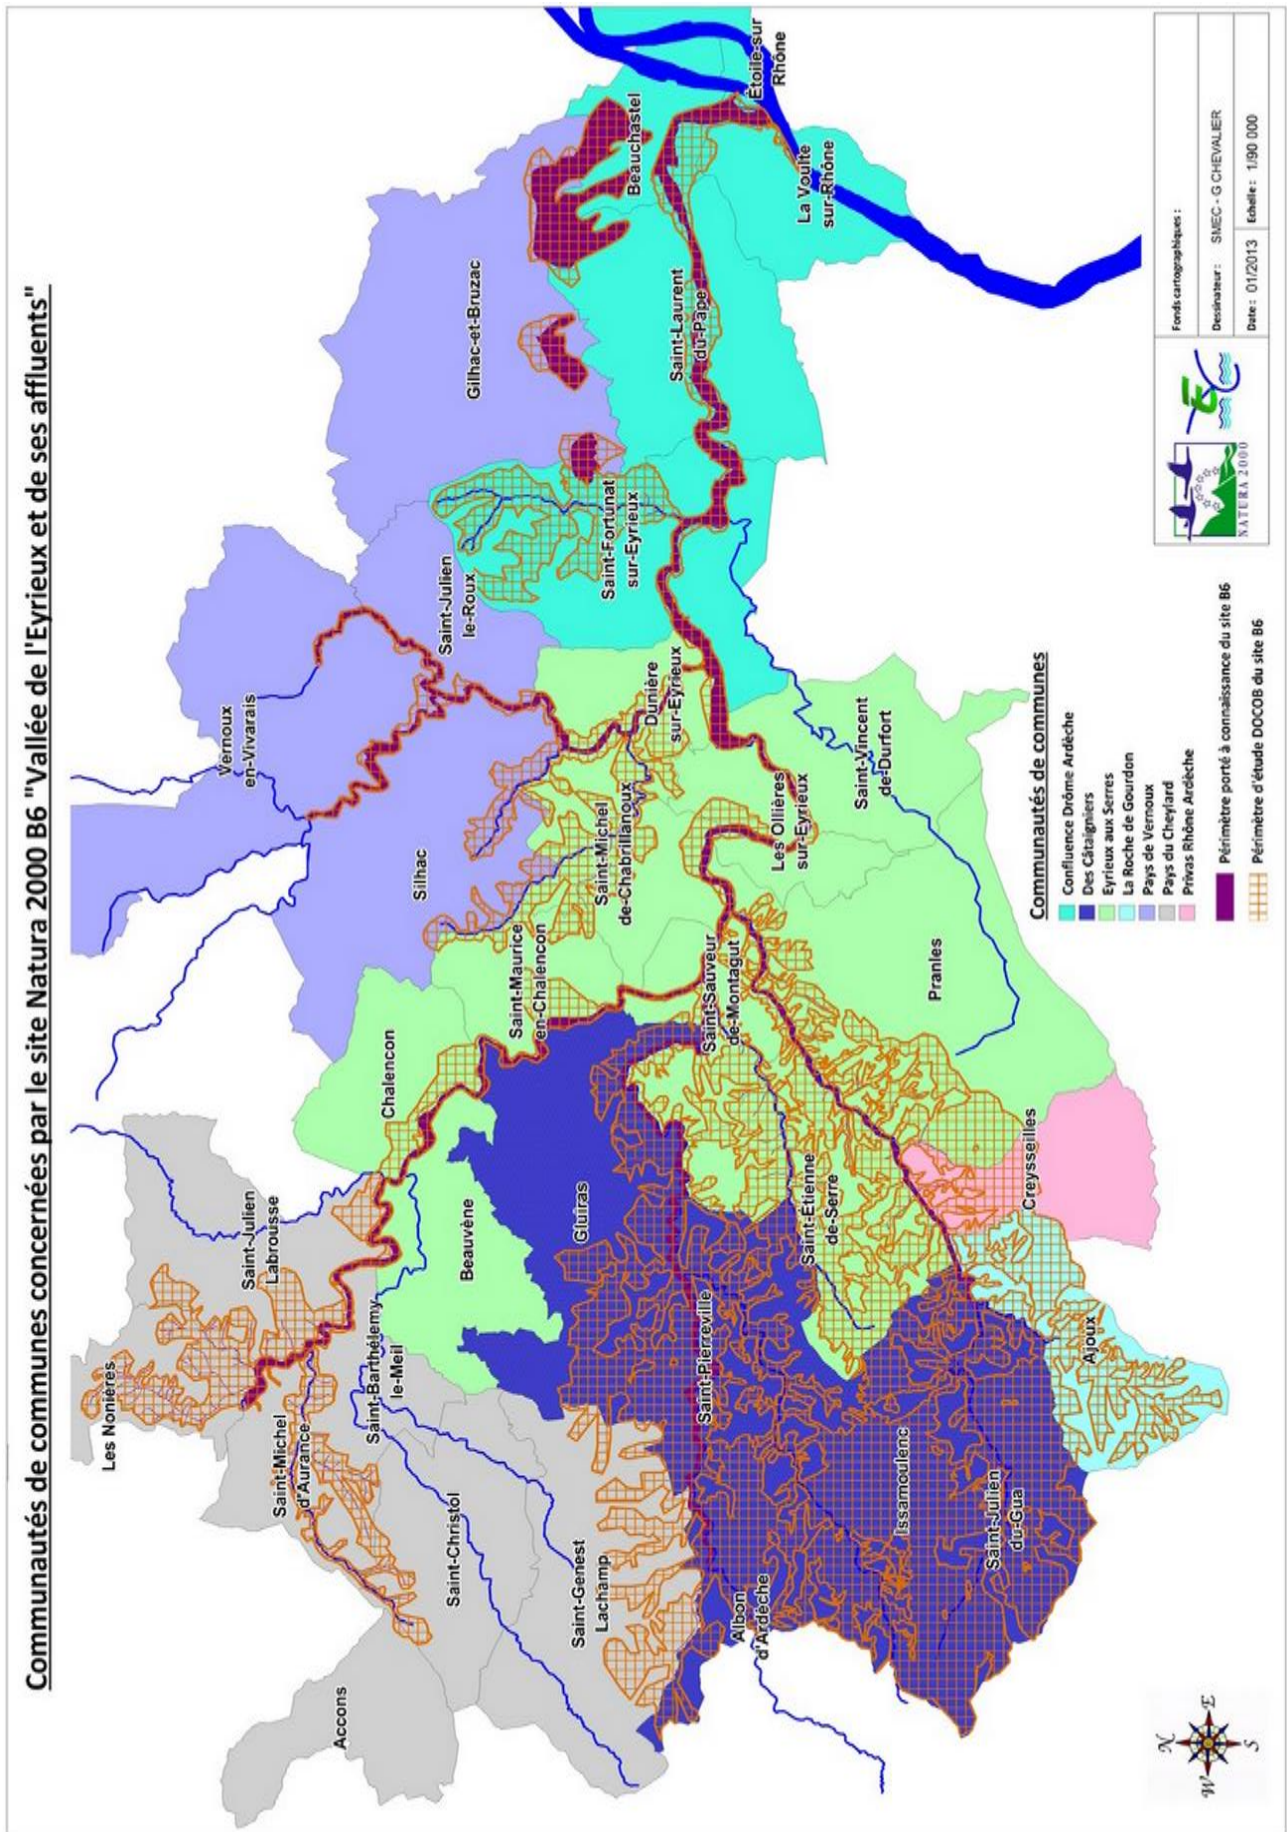 Communautés de communes concernées par le site Natura 2000 B6 "Vallée de l'Eyrieux et de ses affluents"
Les Nonières
Saint-Julien
Labrousse
Accons
Saint-Michel
d'Aurance
Saint-Barthélemy
le-Meil
Saint-Christol
Saint-Genest
Lachamp
Chalencon
Beauvène
Gluiras
Saint-Maurice
en-Chalencon
Silhac
Vernoux
en-Vivarais
Saint-Julien
le-Roux
Gilhac-et-Bruzac
Saint-Michel
de-Chabrillanoux
Dunière
sur-Eyrieux
Saint-Fortunat
sur-Eyrieux
Beauchastel
Saint-Laurent
du-Pape
Étoile-sur
Rhône
La Voulte
sur-Rhône
Les Ollières
sur-Eyrieux
Saint-Vincent
de-Durfort
Saint-Sauveur
de-Montagut
Pranles
Saint-Etienne
de-Serre
Saint-Pierreville
Albon
d'Ardèche
Issamoulenc
Saint-Julien
du-Gua
Ajoux
Creysseilles
Communautés de communes
Confluence Drôme Ardèche
Des Câtaigniers
Eyrieux aux Serres
La Roche de Gourdon
Pays de Vernoux
Pays du Cheylard
Privas Rhône Ardèche
Périmètre porté à connaissance du site B6
Périmètre d'étude DOCOB du site B6
NATURA 2000
E
Fonds cartographiques :
Dessinateur : SMEC - G CHEVALIER
Date : 01/2013 Echelle : 1/90 000
N
W E
S